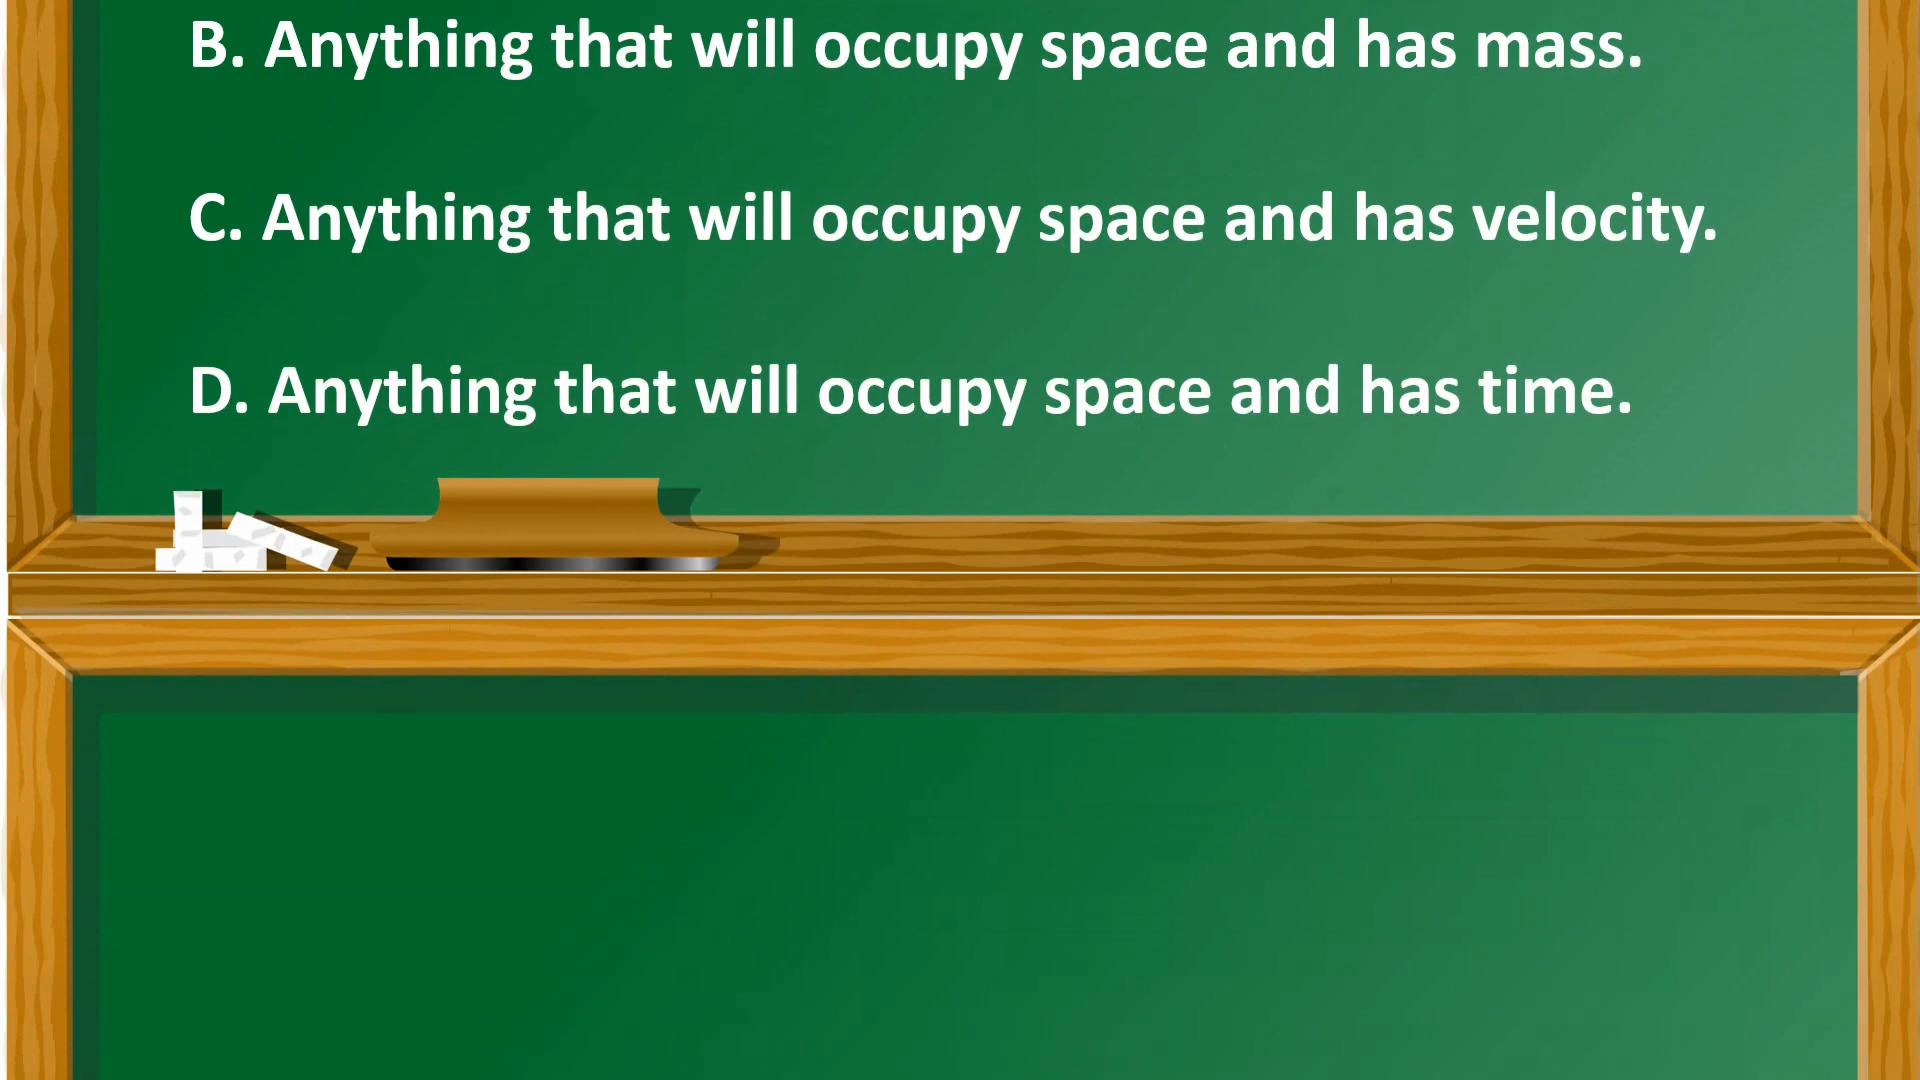 B. Anything that will occupy space and has mass.
C. Anything that will occupy space and has velocity.
D. Anything that will occupy space and has time.